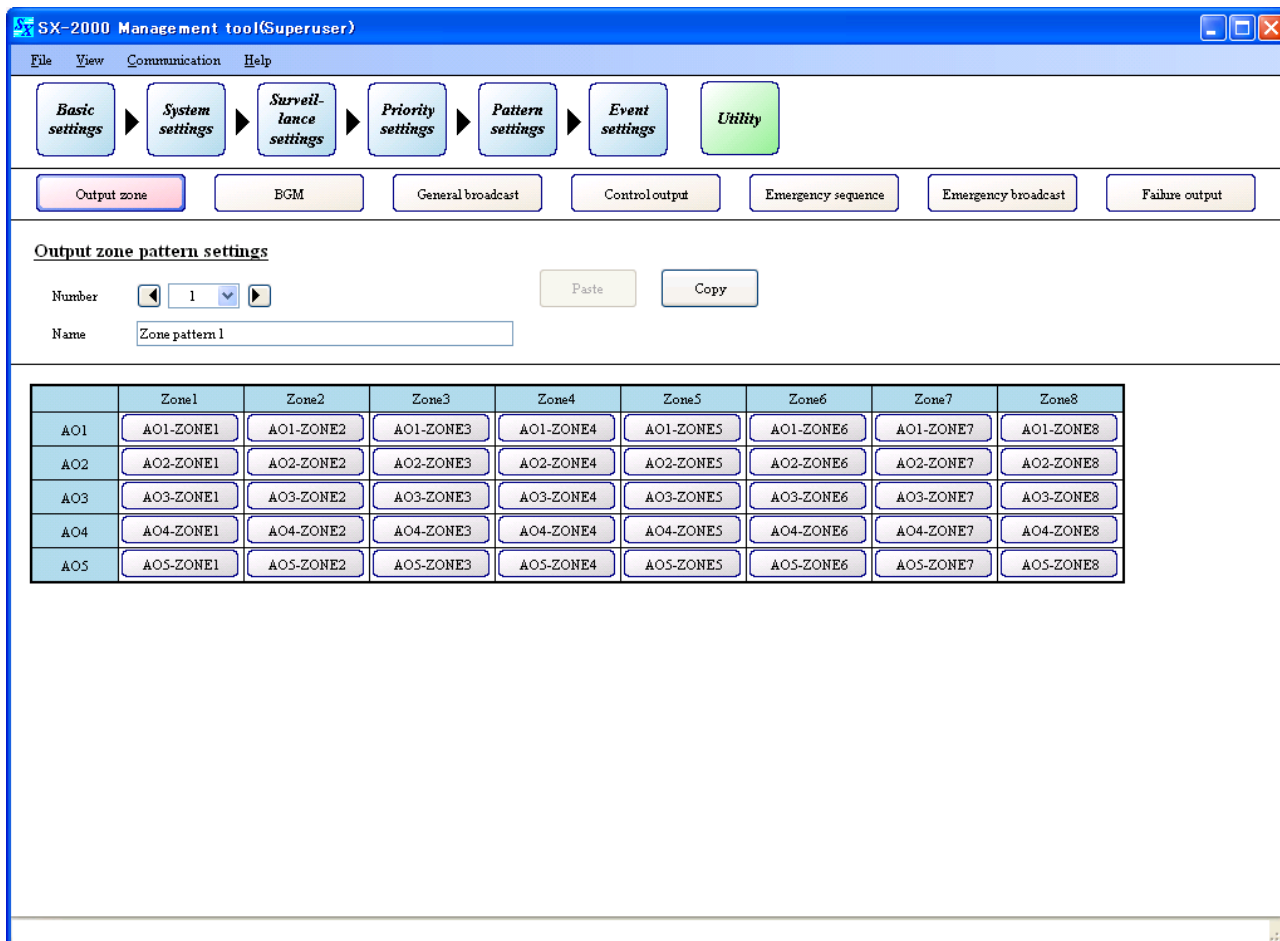 SX SX-2000 Management tool(Superuser)
File View Communication Help
Basic settings System settings Surveil-lance settings Priority settings Pattern settings Event settings Utility
Output zone BGM General broadcast Control output Emergency sequence Emergency broadcast Failure output
Output zone pattern settings
Number 1 Paste Copy
Name Zone pattern 1
Zone1 Zone2 Zone3 Zone4 Zone5 Zone6 Zone7 Zone8
AO1 AO1-ZONE1 AO1-ZONE2 AO1-ZONE3 AO1-ZONE4 AO1-ZONE5 AO1-ZONE6 AO1-ZONE7 AO1-ZONE8
AO2 AO2-ZONE1 AO2-ZONE2 AO2-ZONE3 AO2-ZONE4 AO2-ZONE5 AO2-ZONE6 AO2-ZONE7 AO2-ZONE8
AO3 AO3-ZONE1 AO3-ZONE2 AO3-ZONE3 AO3-ZONE4 AO3-ZONE5 AO3-ZONE6 AO3-ZONE7 AO3-ZONE8
AO4 AO4-ZONE1 AO4-ZONE2 AO4-ZONE3 AO4-ZONE4 AO4-ZONE5 AO4-ZONE6 AO4-ZONE7 AO4-ZONE8
AO5 AO5-ZONE1 AO5-ZONE2 AO5-ZONE3 AO5-ZONE4 AO5-ZONE5 AO5-ZONE6 AO5-ZONE7 AO5-ZONE8